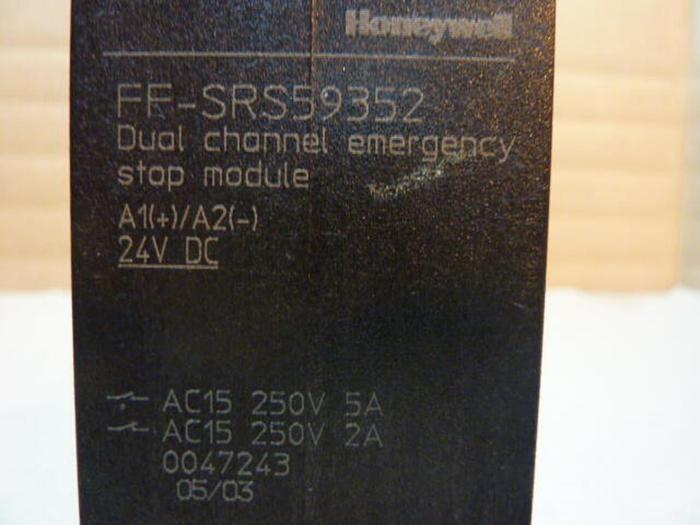 Honeywell
FF-SRS59352
Dual channel emergency
stop module
A1(+)/A2(-)
24V DC
AC15 250V 5A
AC15 250V 2A
0047243
05/03